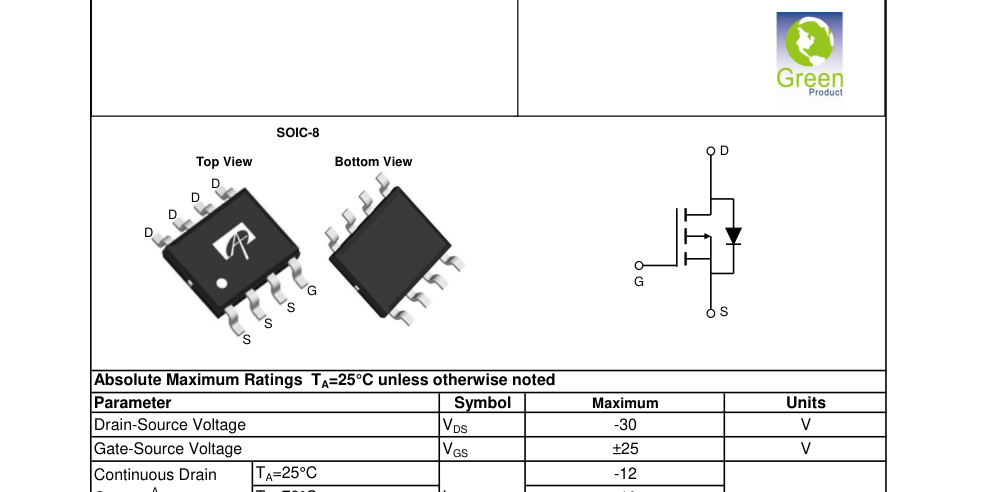 Green
Product
SOIC-8
Top View
Bottom View
D
D
D
D
G
S
S
S
D
G
S
Absolute Maximum Ratings TA=25°C unless otherwise noted
Parameter Symbol Maximum Units
Drain-Source Voltage VDS -30 V
Gate-Source Voltage VGS ±25 V
Continuous Drain TA=25°C -12